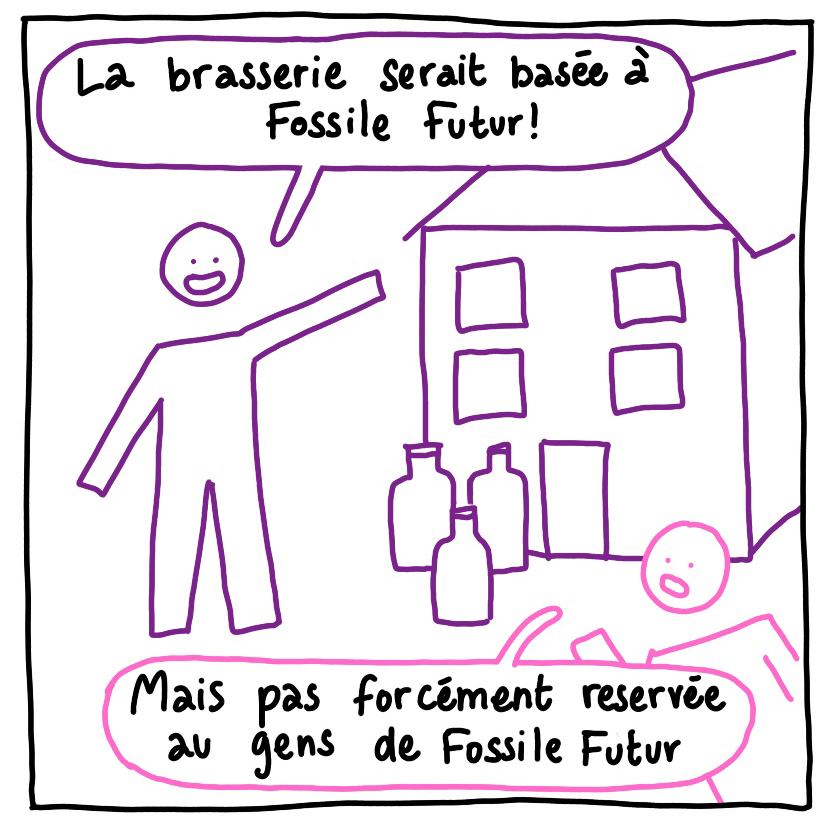 La brasserie serait basée à
Fossile Futur!
Mais pas forcément reservée
au gens de Fossile Futur